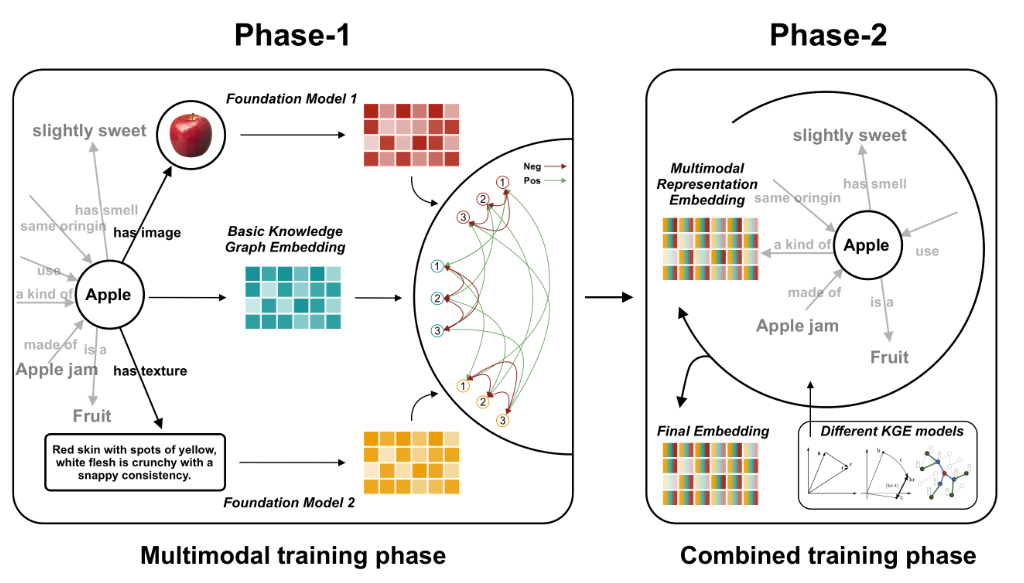 Phase-1
Phase-2
Foundation Model 1
slightly sweet
has smell
same oringin
has image
use
a kind of
Apple
made of
is a
Apple jam
has texture
Fruit
Red skin with spots of yellow,
white flesh is crunchy with a
snappy consistency.
Basic Knowledge
Graph Embedding
Foundation Model 2
Neg
Pos
1
2
3
1
2
3
1
2
3
slightly sweet
Multimodal
Representation
Embedding
has smell
same oringin
a kind of
Apple
use
made of
is a
Apple jam
Fruit
Final Embedding
Different KGE models
h
r
h
r
hr
Multimodal training phase
Combined training phase